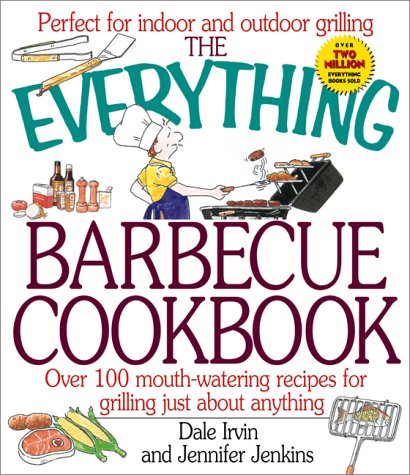 Perfect for indoor and outdoor grilling
THE
EVERYTHING
OVER
TWO
MILLION
EVERYTHING
BOOKS SOLD
BARBECUE
COOKBOOK
Over 100 mouth-watering recipes for
grilling just about anything
Dale Irvin
and Jennifer Jenkins